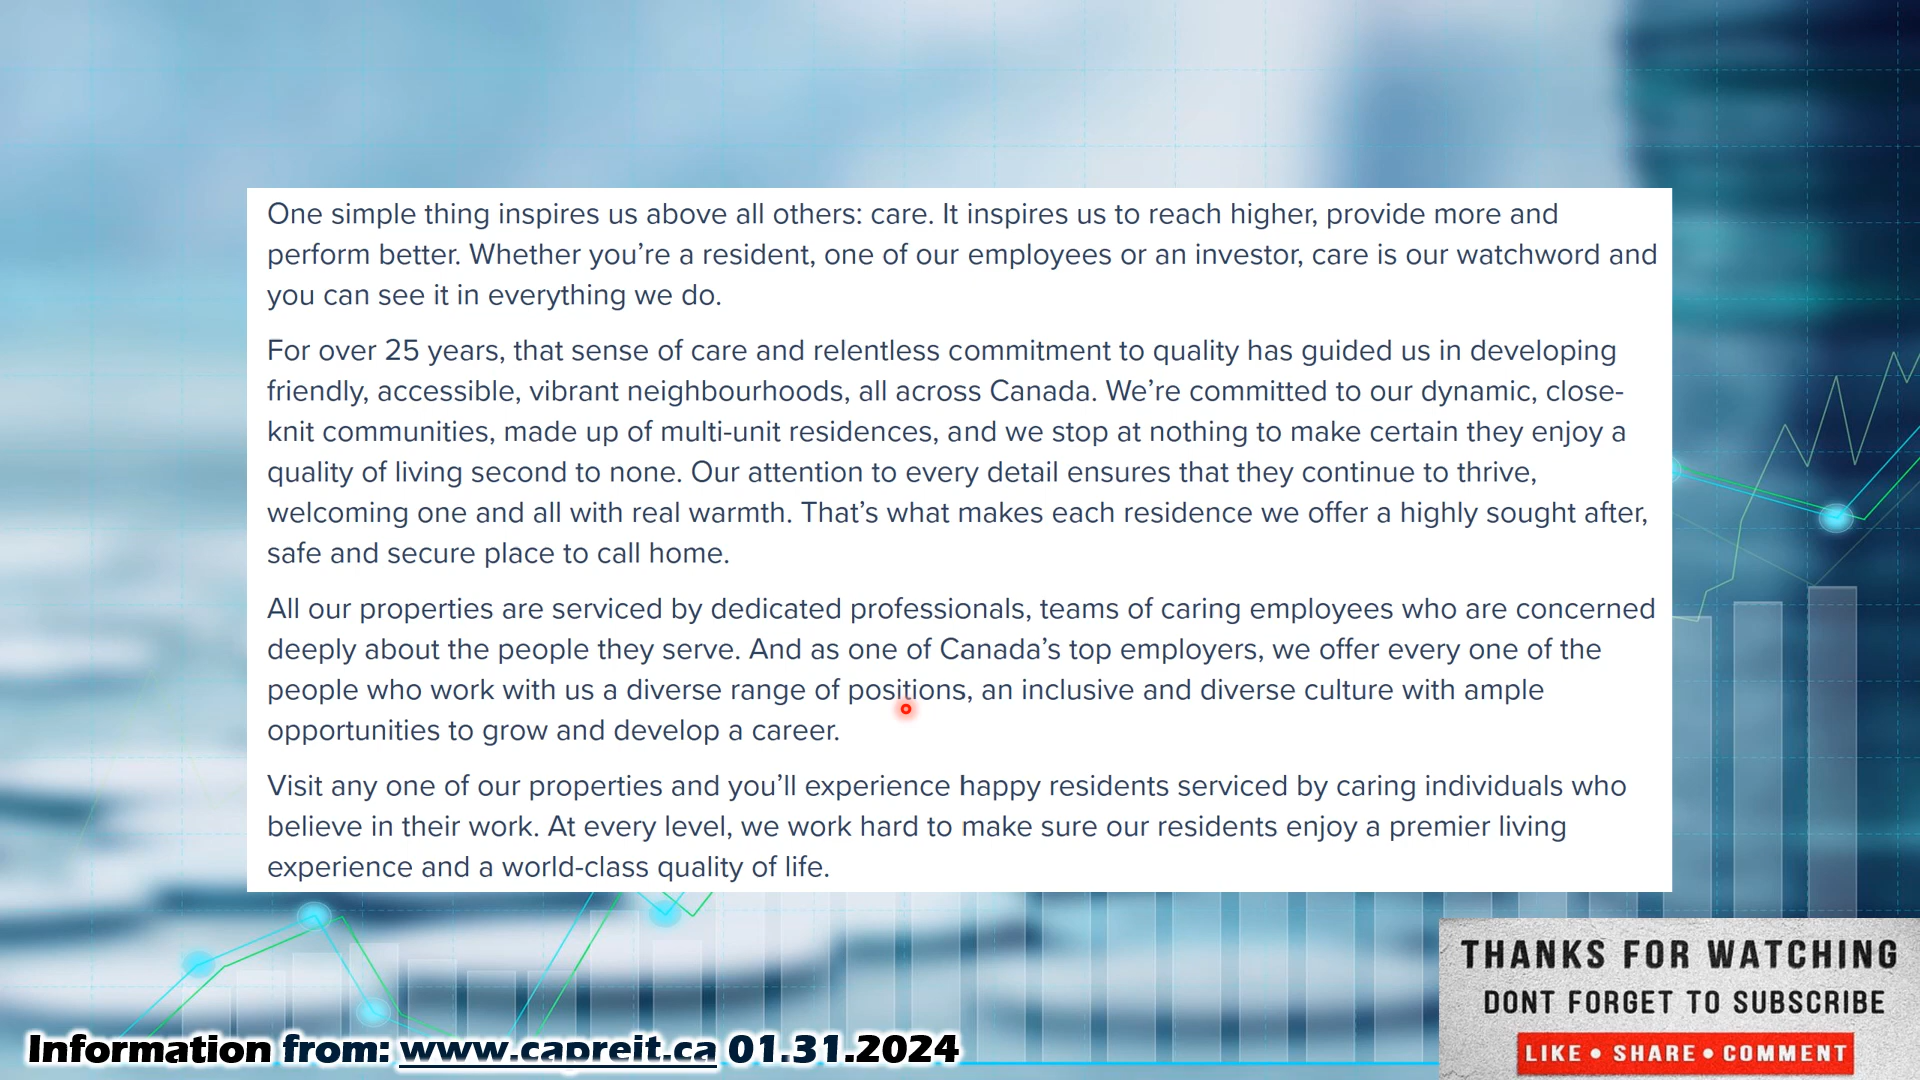 One simple thing inspires us above all others: care. It inspires us to reach higher, provide more and
perform better. Whether you’re a resident, one of our employees or an investor, care is our watchword and
you can see it in everything we do.
For over 25 years, that sense of care and relentless commitment to quality has guided us in developing
friendly, accessible, vibrant neighbourhoods, all across Canada. We’re committed to our dynamic, close-
knit communities, made up of multi-unit residences, and we stop at nothing to make certain they enjoy a
quality of living second to none. Our attention to every detail ensures that they continue to thrive,
welcoming one and all with real warmth. That’s what makes each residence we offer a highly sought after,
safe and secure place to call home.
All our properties are serviced by dedicated professionals, teams of caring employees who are concerned
deeply about the people they serve. And as one of Canada’s top employers, we offer every one of the
people who work with us a diverse range of positions, an inclusive and diverse culture with ample
opportunities to grow and develop a career.
Visit any one of our properties and you’ll experience happy residents serviced by caring individuals who
believe in their work. At every level, we work hard to make sure our residents enjoy a premier living
experience and a world-class quality of life.
THANKS FOR WATCHING
DONT FORGET TO SUBSCRIBE
LIKE • SHARE • COMMENT
Information from: www.capreit.ca 01.31.2024